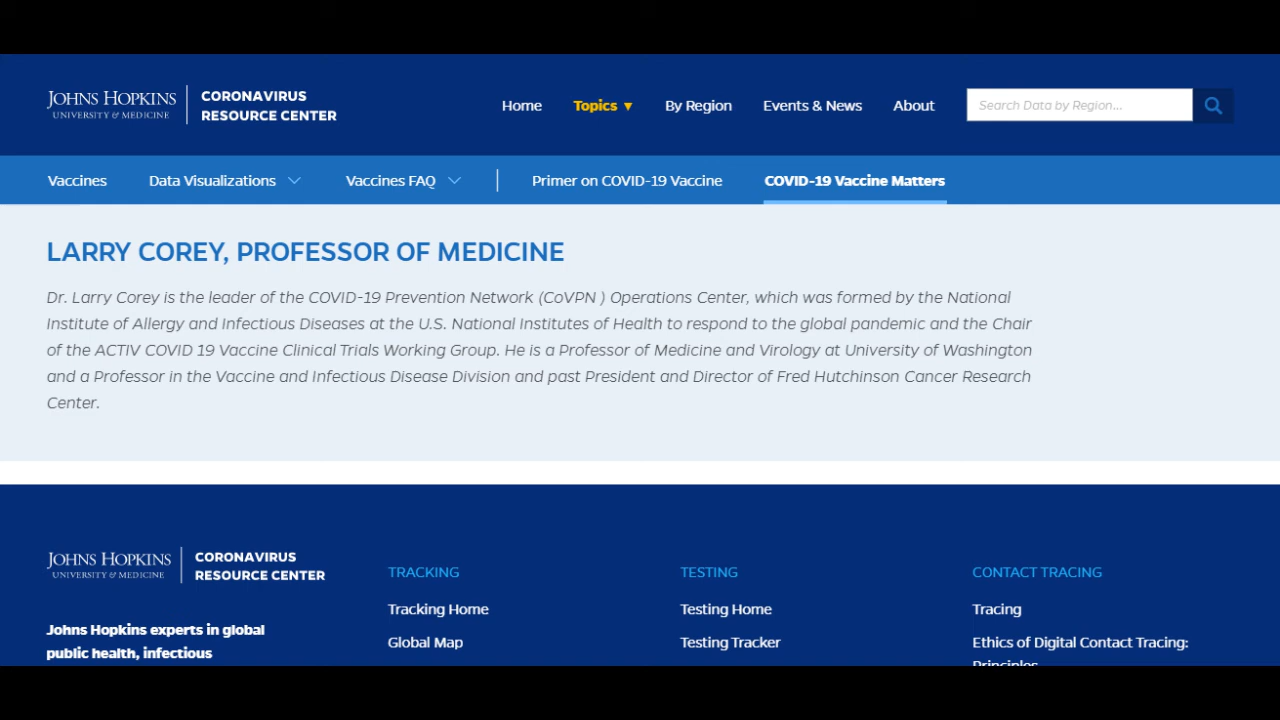 JOHNS HOPKINS
UNIVERSITY & MEDICINE
CORONAVIRUS
RESOURCE CENTER
Home
Topics ▼
By Region
Events & News
About
Search Data by Region...
Vaccines
Data Visualizations
Vaccines FAQ
Primer on COVID-19 Vaccine
COVID-19 Vaccine Matters
LARRY COREY, PROFESSOR OF MEDICINE
Dr. Larry Corey is the leader of the COVID-19 Prevention Network (CoVPN ) Operations Center, which was formed by the National
Institute of Allergy and Infectious Diseases at the U.S. National Institutes of Health to respond to the global pandemic and the Chair
of the ACTIV COVID 19 Vaccine Clinical Trials Working Group. He is a Professor of Medicine and Virology at University of Washington
and a Professor in the Vaccine and Infectious Disease Division and past President and Director of Fred Hutchinson Cancer Research
Center.
JOHNS HOPKINS
UNIVERSITY & MEDICINE
CORONAVIRUS
RESOURCE CENTER
Johns Hopkins experts in global
public health, infectious
TRACKING
Tracking Home
Global Map
TESTING
Testing Home
Testing Tracker
CONTACT TRACING
Tracing
Ethics of Digital Contact Tracing:
Principles